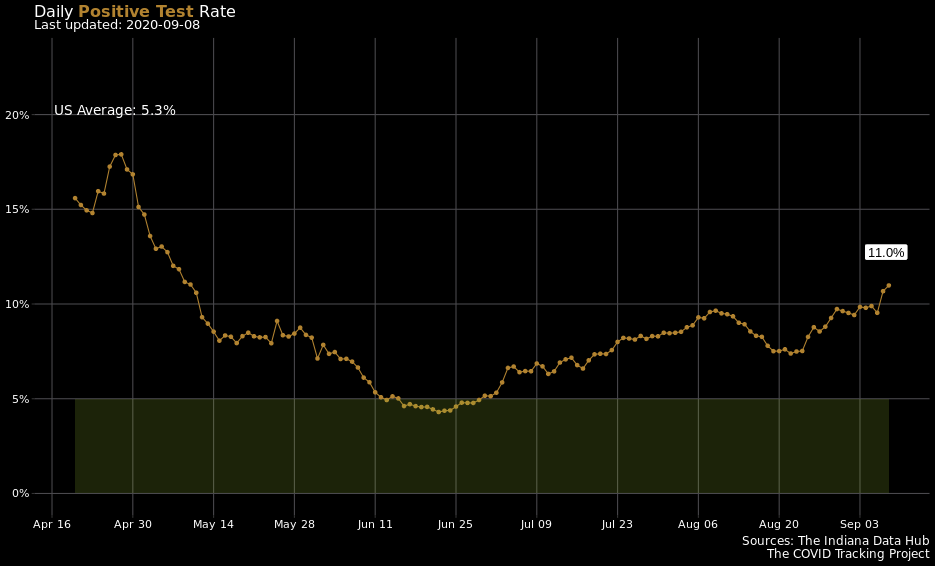 Daily Positive Test Rate
Last updated: 2020-09-08
US Average: 5.3%
20%
15%
11.0%
10%
5%
0%
Apr 16 Apr 30 May 14 May 28 Jun 11 Jun 25 Jul 09 Jul 23 Aug 06 Aug 20 Sep 03
Sources: The Indiana Data Hub
The COVID Tracking Project